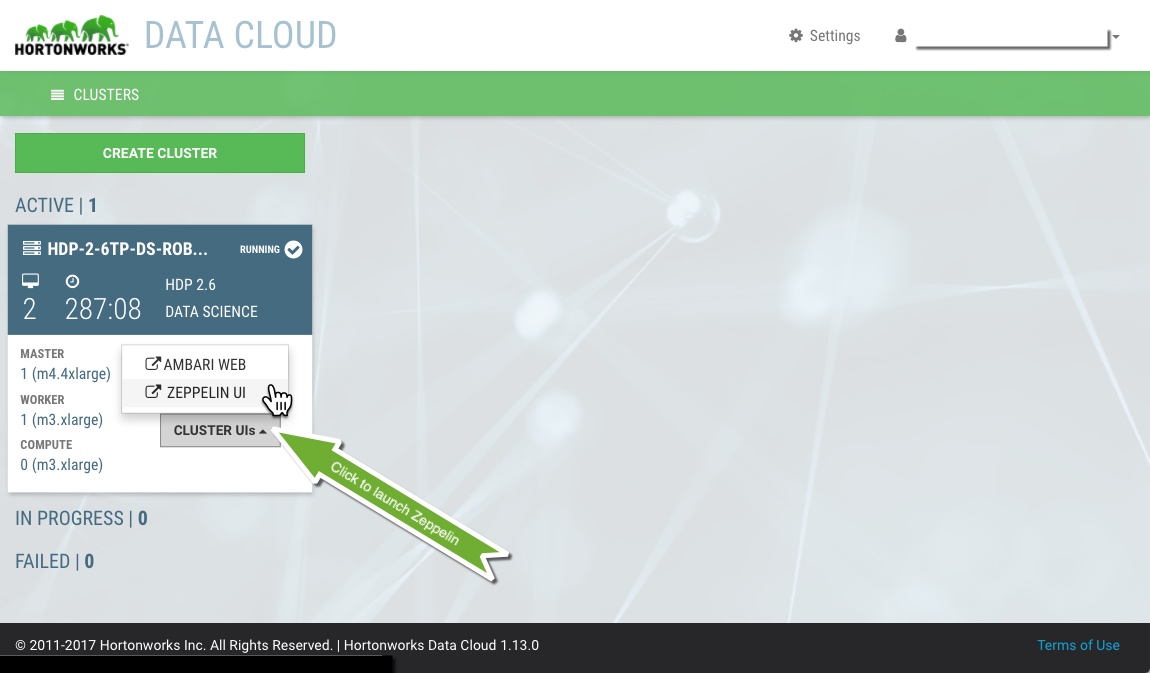 HORTONWORKS
DATA CLOUD
Settings
CLUSTERS
CREATE CLUSTER
ACTIVE | 1
HDP-2-6TP-DS-ROB...
RUNNING
2
287:08
HDP 2.6
DATA SCIENCE
MASTER
1 (m4.4xlarge)
WORKER
1 (m3.xlarge)
COMPUTE
0 (m3.xlarge)
AMBARI WEB
ZEPPELIN UI
CLUSTER UIs
Click to launch Zeppelin
IN PROGRESS | 0
FAILED | 0
© 2011-2017 Hortonworks Inc. All Rights Reserved. | Hortonworks Data Cloud 1.13.0
Terms of Use